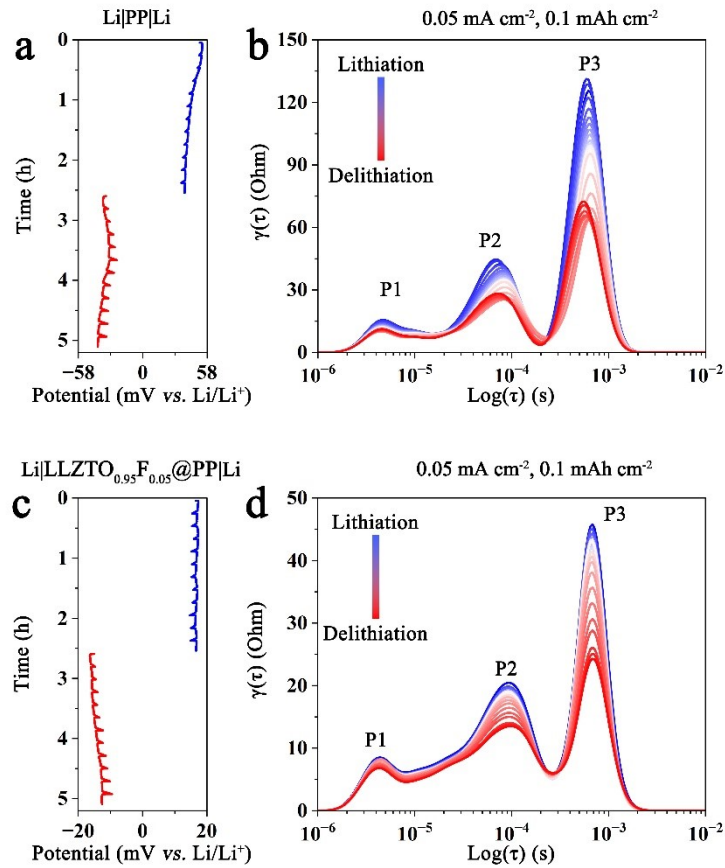 Li|PP|Li
0.05 mA cm⁻², 0.1 mAh cm⁻²
a
0
1
2
3
4
5
Time (h)
−58 0 58
Potential (mV vs. Li/Li⁺)
b
150
120
90
60
30
0
γ(τ) (Ohm)
Lithiation
Delithiation
P1
P2
P3
10⁻⁶ 10⁻⁵ 10⁻⁴ 10⁻³ 10⁻²
Log(τ) (s)
Li|LLZTO₀.₉₅F₀.₀₅@PP|Li
0.05 mA cm⁻², 0.1 mAh cm⁻²
c
0
1
2
3
4
5
Time (h)
−20 0 20
Potential (mV vs. Li/Li⁺)
d
50
40
30
20
10
0
γ(τ) (Ohm)
Lithiation
Delithiation
P1
P2
P3
10⁻⁶ 10⁻⁵ 10⁻⁴ 10⁻³ 10⁻²
Log(τ) (s)